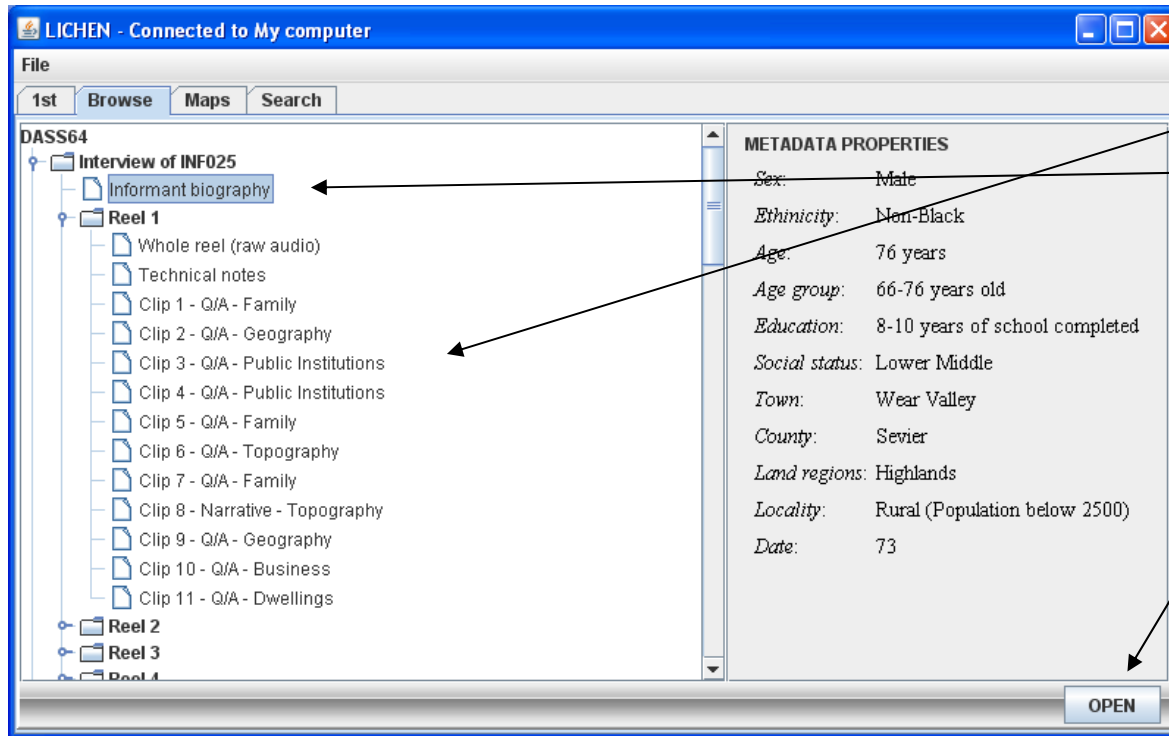 LICHEN - Connected to My computer
File
1st Browse Maps Search
DASS64
Interview of INF025
Informant biography
Reel 1
Whole reel (raw audio)
Technical notes
Clip 1 - Q/A - Family
Clip 2 - Q/A - Geography
Clip 3 - Q/A - Public Institutions
Clip 4 - Q/A - Public Institutions
Clip 5 - Q/A - Family
Clip 6 - Q/A - Topography
Clip 7 - Q/A - Family
Clip 8 - Narrative - Topography
Clip 9 - Q/A - Geography
Clip 10 - Q/A - Business
Clip 11 - Q/A - Dwellings
Reel 2
Reel 3
Reel 4
METADATA PROPERTIES
Sex: Male
Ethinicity: Non-Black
Age: 76 years
Age group: 66-76 years old
Education: 8-10 years of school completed
Social status: Lower Middle
Town: Wear Valley
County: Sevier
Land regions: Highlands
Locality: Rural (Population below 2500)
Date: 73
OPEN